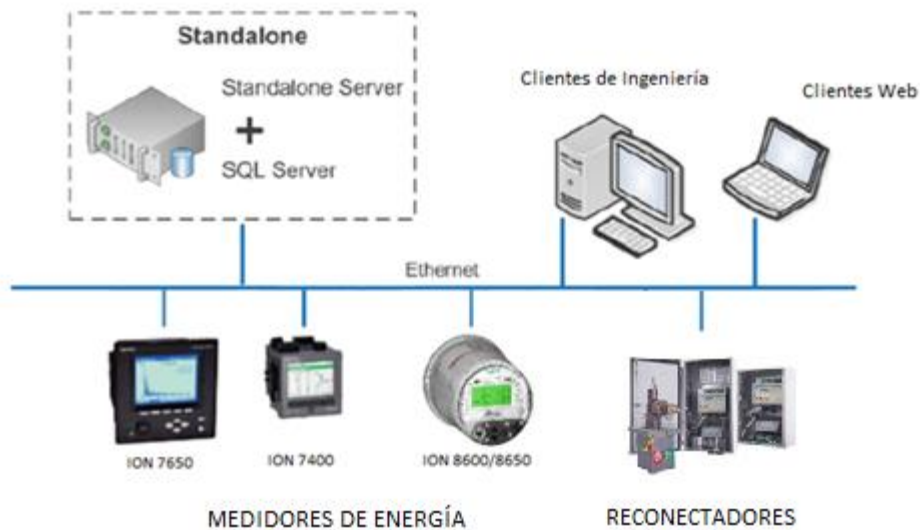 Standalone
Standalone Server
+
SQL Server
Clientes de Ingeniería
Clientes Web
Ethernet
ION 7650
ION 7400
ION 8600/8650
MEDIDORES DE ENERGÍA
RECONECTADORES